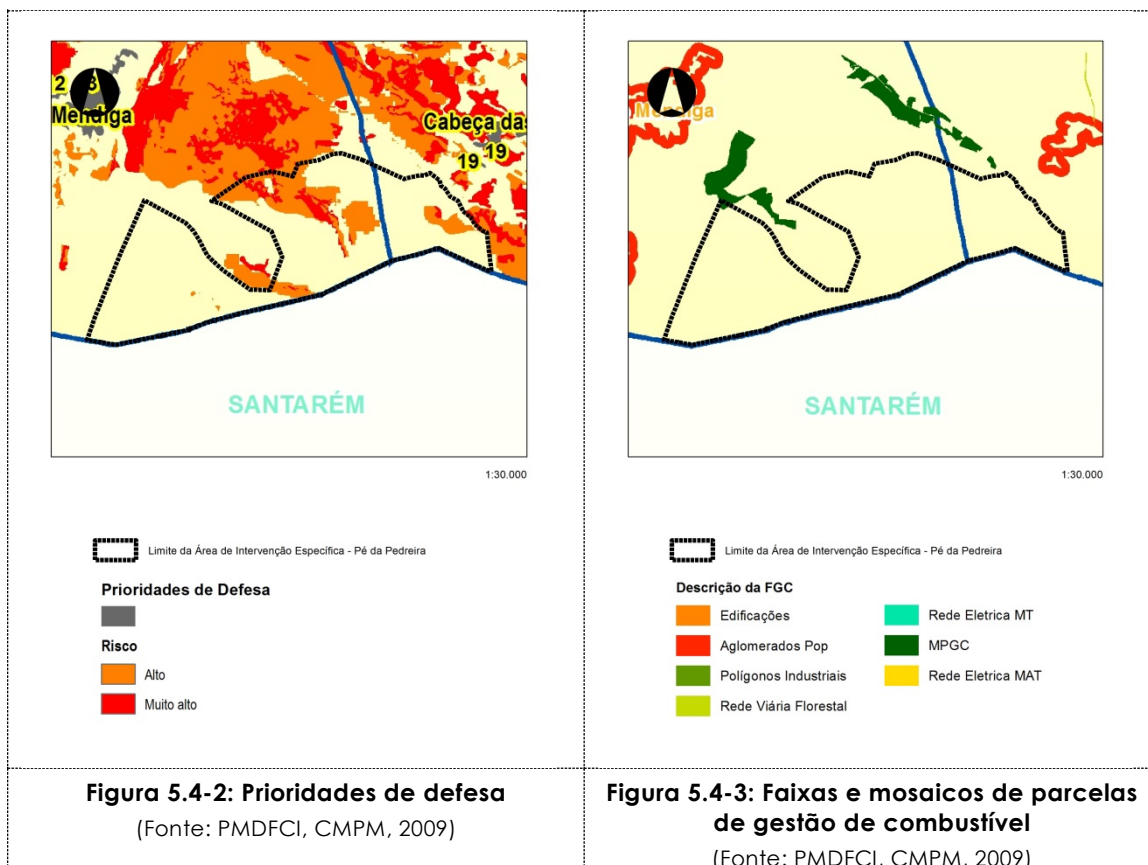 2 3
Mendiga
Cabeça das
19 19
SANTARÉM
1:30.000
Limite da Área de Intervenção Específica - Pé da Pedreira
Prioridades de Defesa
Risco
Alto
Muito alto
Figura 5.4-2: Prioridades de defesa
(Fonte: PMDFCI, CMPM, 2009)
Mendiga
SANTARÉM
1:30.000
Limite da Área de Intervenção Específica - Pé da Pedreira
Descrição da FGC
Edificações
Aglomerados Pop
Polígonos Industriais
Rede Viária Florestal
Rede Eletrica MT
MPGC
Rede Eletrica MAT
Figura 5.4-3: Faixas e mosaicos de parcelas
de gestão de combustível
(Fonte: PMDFCI, CMPM, 2009)